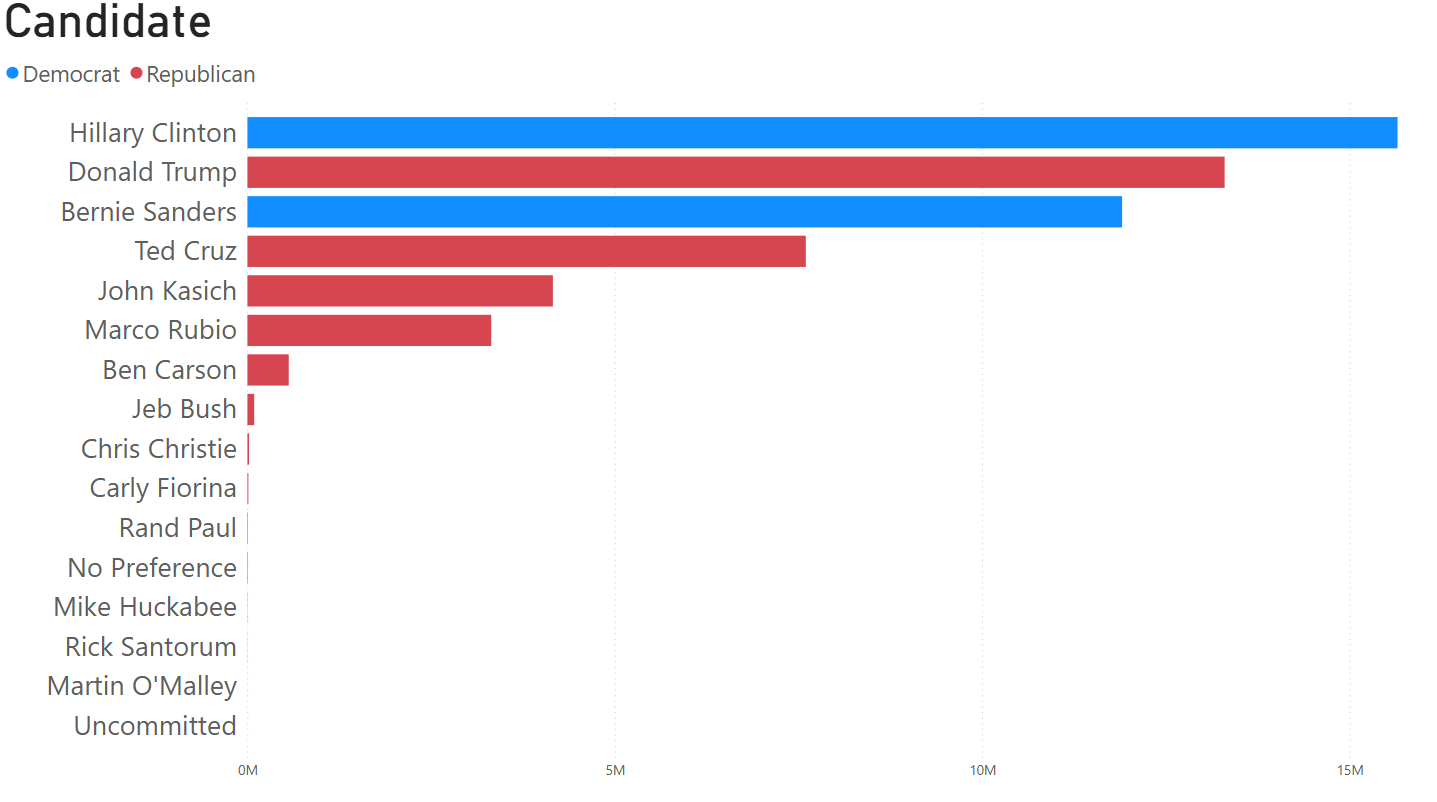 Candidate
Democrat Republican
Hillary Clinton
Donald Trump
Bernie Sanders
Ted Cruz
John Kasich
Marco Rubio
Ben Carson
Jeb Bush
Chris Christie
Carly Fiorina
Rand Paul
No Preference
Mike Huckabee
Rick Santorum
Martin O'Malley
Uncommitted
0M 5M 10M 15M